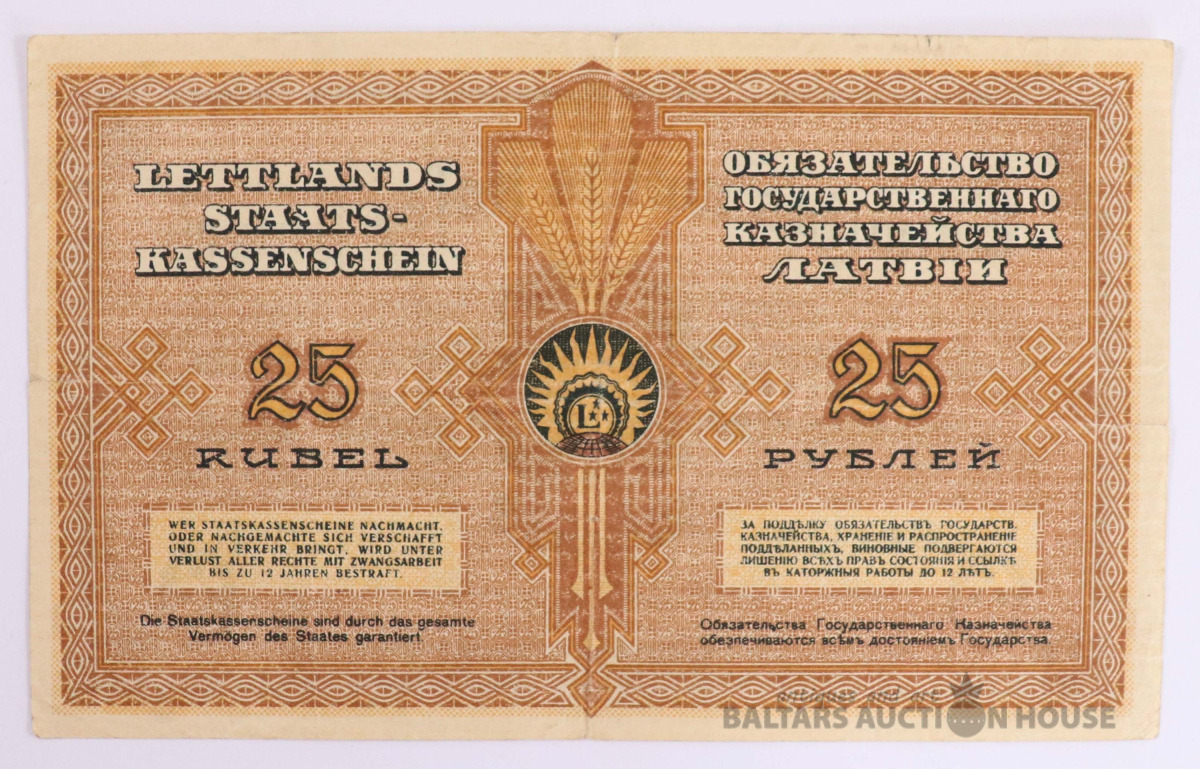 LETTLANDS
STAATS-
KASSENSCHEIN
25
RUBEL
WER STAATSKASSENSCHEINE NACHMACHT,
ODER NACHGEMACHTE SICH VERSCHAFFT
UND IN VERKEHR BRINGT, WIRD UNTER
VERLUST ALLER RECHTE MIT ZWANGSARBEIT
BIS ZU 12 JAHREN BESTRAFT.
Die Staatskassenscheine sind durch das gesamte
Vermögen des Staates garantiert
L
ОБЯЗАТЕЛЬСТВО
ГОСУДАРСТВЕННАГО
КАЗНАЧЕЙСТВА
ЛАТВІИ
25
РУБЛЕЙ
ЗА ПОДДѢЛКУ ОБЯЗАТЕЛЬСТВЪ ГОСУДАРСТВ.
КАЗНАЧЕЙСТВА, ХРАНЕНІЕ И РАСПРОСТРАНЕНІЕ
ПОДДѢЛАННЫХЪ, ВИНОВНЫЕ ПОДВЕРГАЮТСЯ
ЛИШЕНІЮ ВСѢХЪ ПРАВЪ СОСТОЯНІЯ И ССЫЛКѢ
ВЪ КАТОРЖНЫЯ РАБОТЫ ДО 12 ЛѢТЪ.
Обязательства Государственнаго Казначейства
обезпечиваются всѣмъ достояніемъ Государства.
BALTARS AUCTION HOUSE